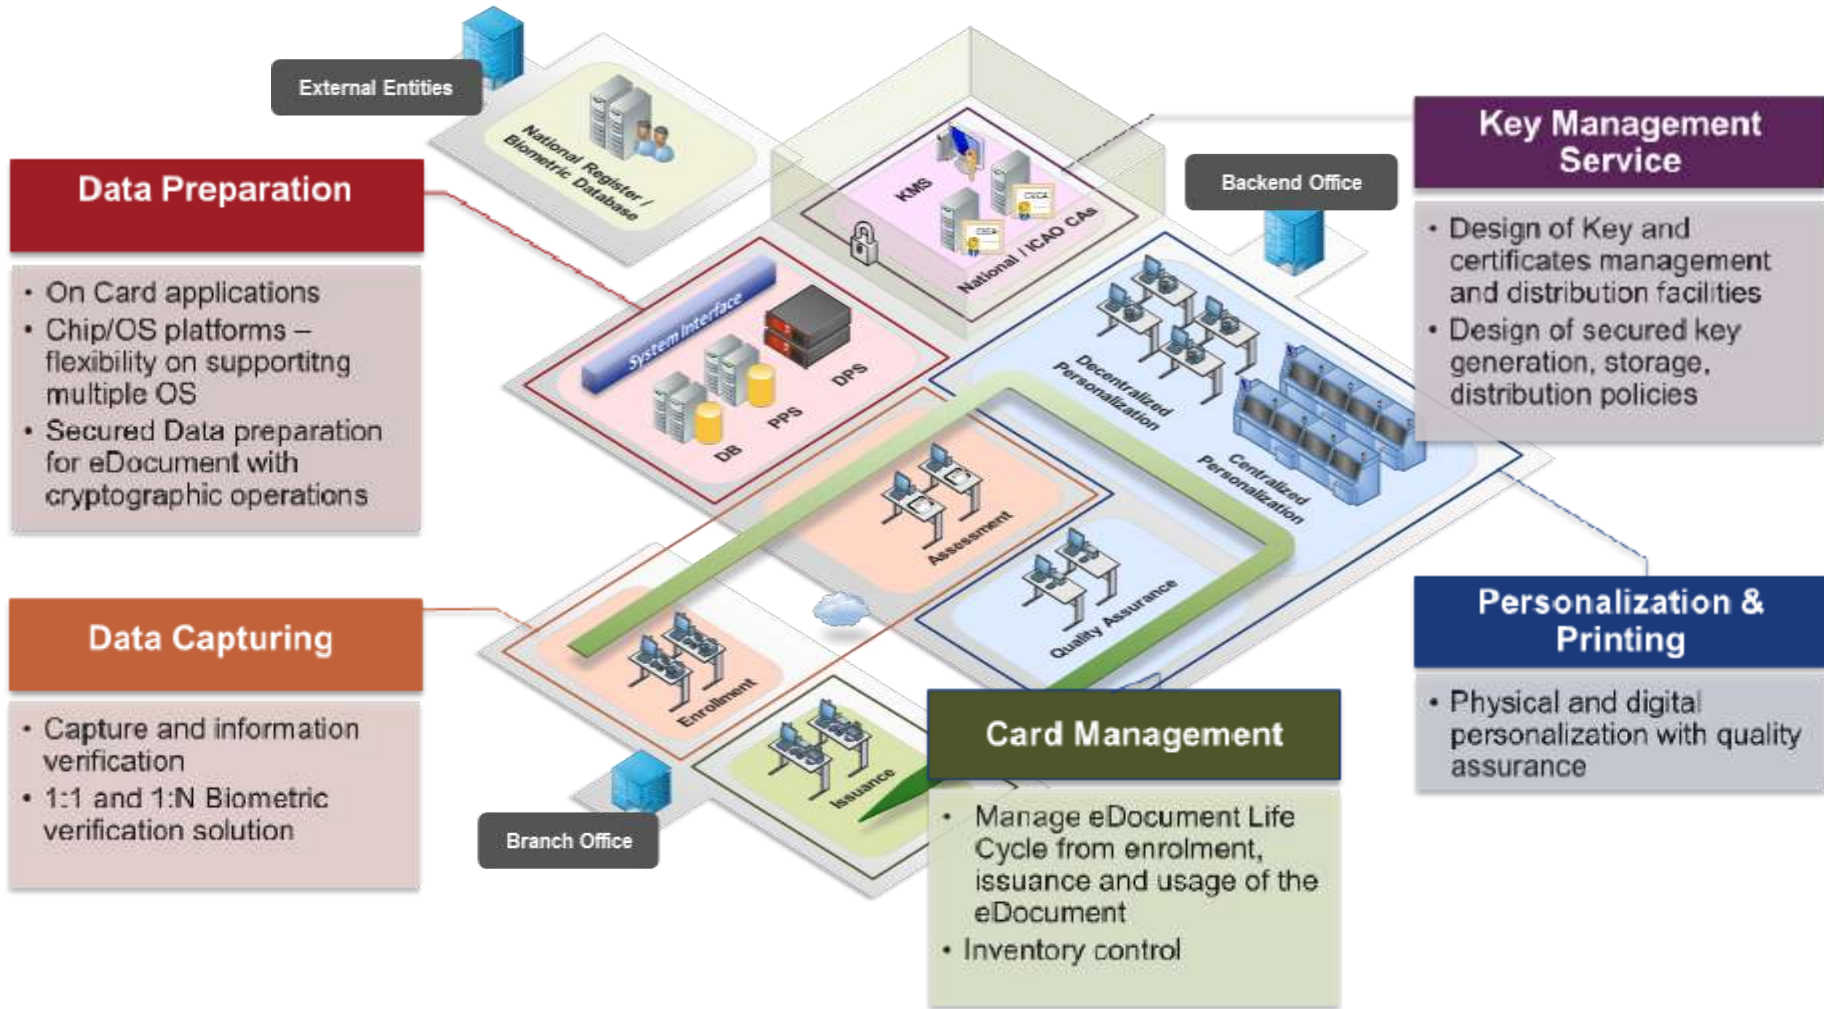 External Entities
National Register /
Biometric Database
KMS
CVCA
CSCA
National / ICAO CAs
Backend Office
Key Management
Service
• Design of Key and
certificates management
and distribution facilities
• Design of secured key
generation, storage,
distribution policies
Data Preparation
• On Card applications
• Chip/OS platforms –
flexibility on supportitng
multiple OS
• Secured Data preparation
for eDocument with
cryptographic operations
System Interface
DPS
PPS
DB
Decentralized
Personalization
Centralized
Personalization
Assessment
Quality Assurance
Data Capturing
• Capture and information
verification
• 1:1 and 1:N Biometric
verification solution
Enrollment
Issuance
Branch Office
Card Management
• Manage eDocument Life
Cycle from enrolment,
issuance and usage of the
eDocument
• Inventory control
Personalization &
Printing
• Physical and digital
personalization with quality
assurance